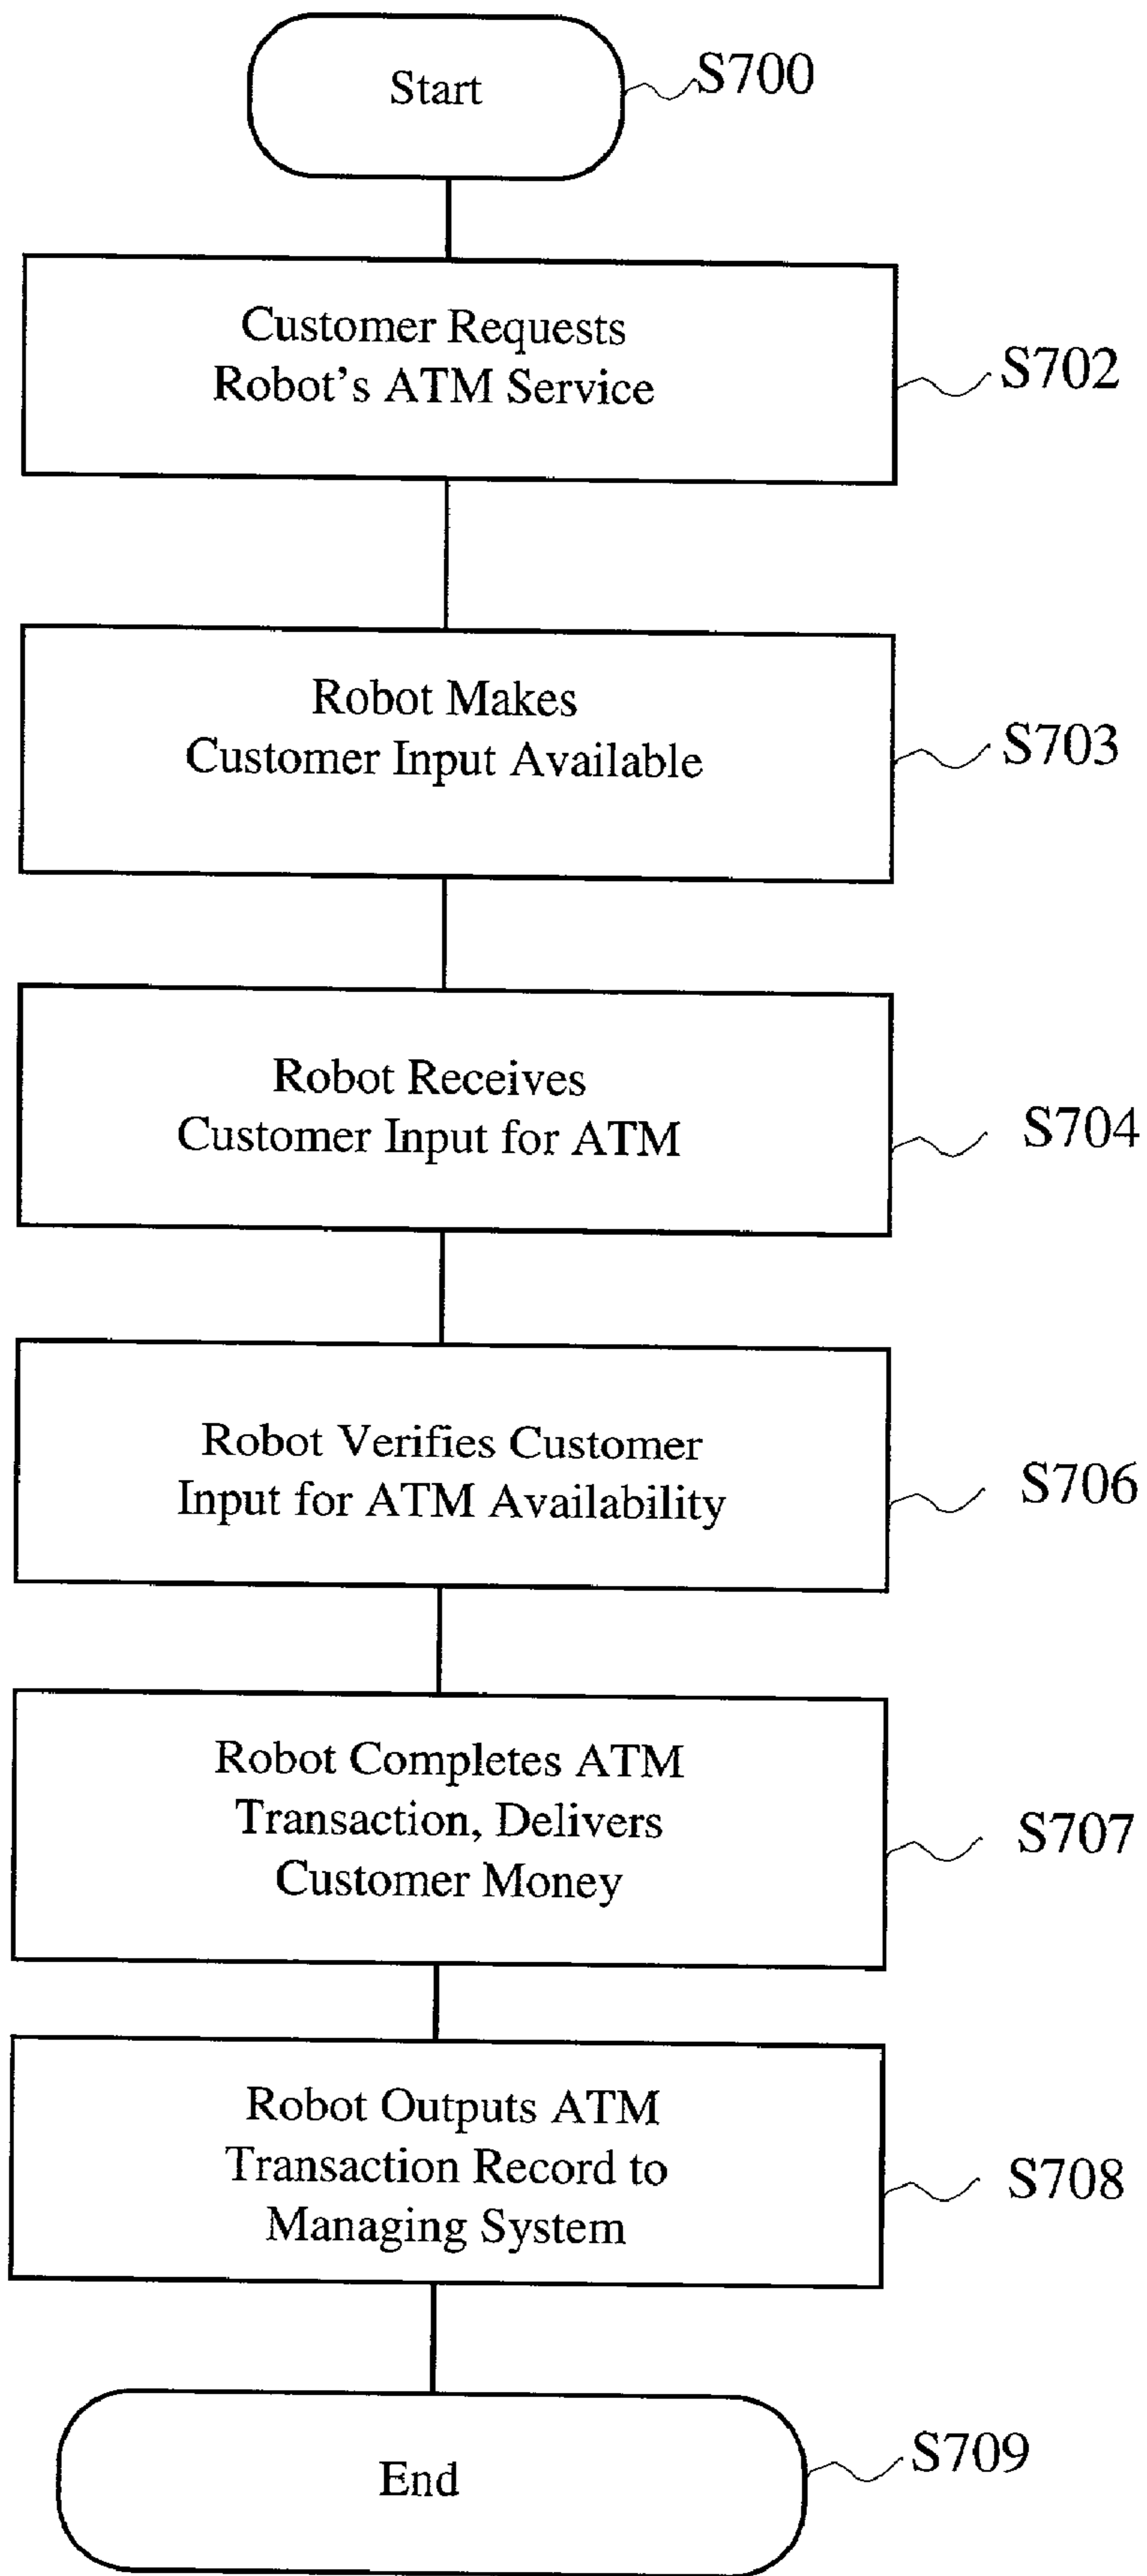 Start
S700
Customer Requests
Robot's ATM Service
S702
Robot Makes
Customer Input Available
S703
Robot Receives
Customer Input for ATM
S704
Robot Verifies Customer
Input for ATM Availability
S706
Robot Completes ATM
Transaction, Delivers
Customer Money
S707
Robot Outputs ATM
Transaction Record to
Managing System
S708
End
S709